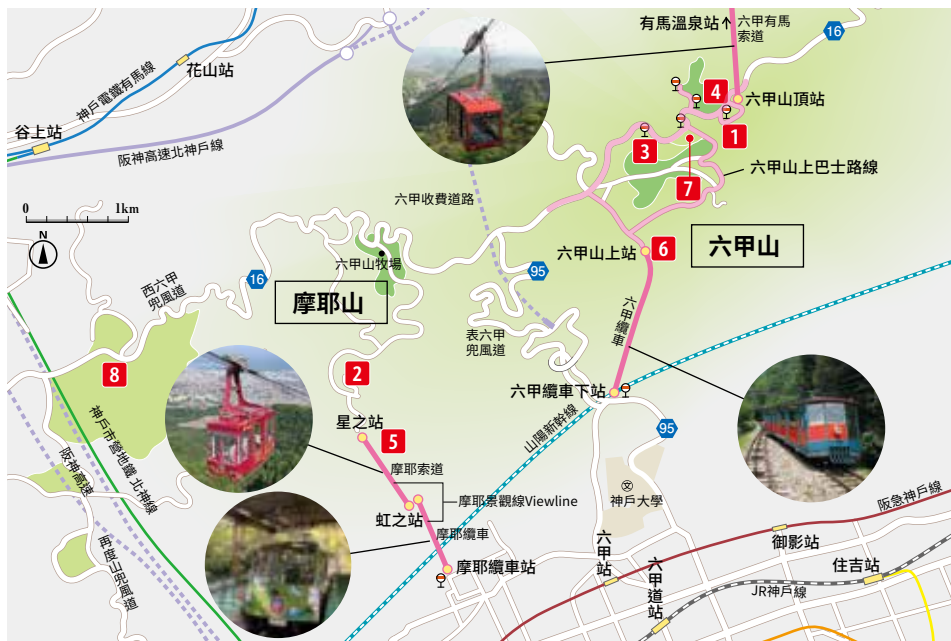 有馬溫泉站↑
六甲有馬
索道
16
花山站
神戶電鐵有馬線
谷上站
阪神高速北神戶線
4
六甲山頂站
1
3
7
六甲山上巴士路線
0 1km
N
六甲收費道路
六甲山上站
6
六甲山
六甲山牧場
95
16
西六甲
兜風道
摩耶山
六甲纜車
表六甲
兜風道
8
2
六甲纜車下站
星之站
5
山陽新幹線
95
神戶市營地鐵 北神線
阪神高速
摩耶索道
摩耶景觀線Viewline
文
神戶大學
虹之站
摩耶纜車
阪急神戶線
再度山兜風道
摩耶纜車站
六甲站
六甲道站
御影站
住吉站
JR神戶線